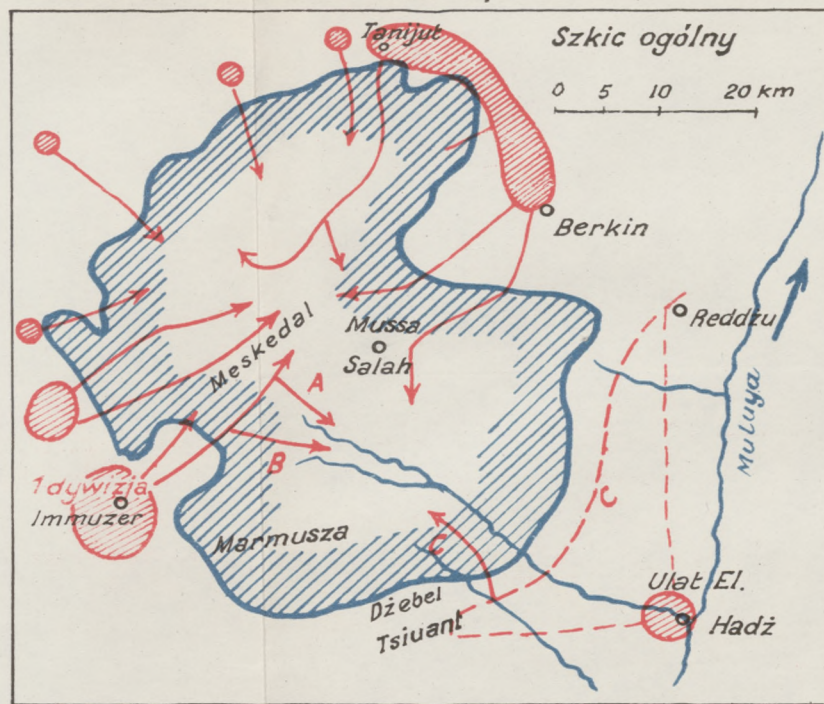 Tanijut
Szkic ogólny
0 5 10 20 km
Berkin
Reddzu
Mussa
Salah
Meskedal
A
B
C
Muluya
1 dywizja
Immuzer
Marmusza
C
Ulat El.
Hadż
Dżebel
Tsiuant